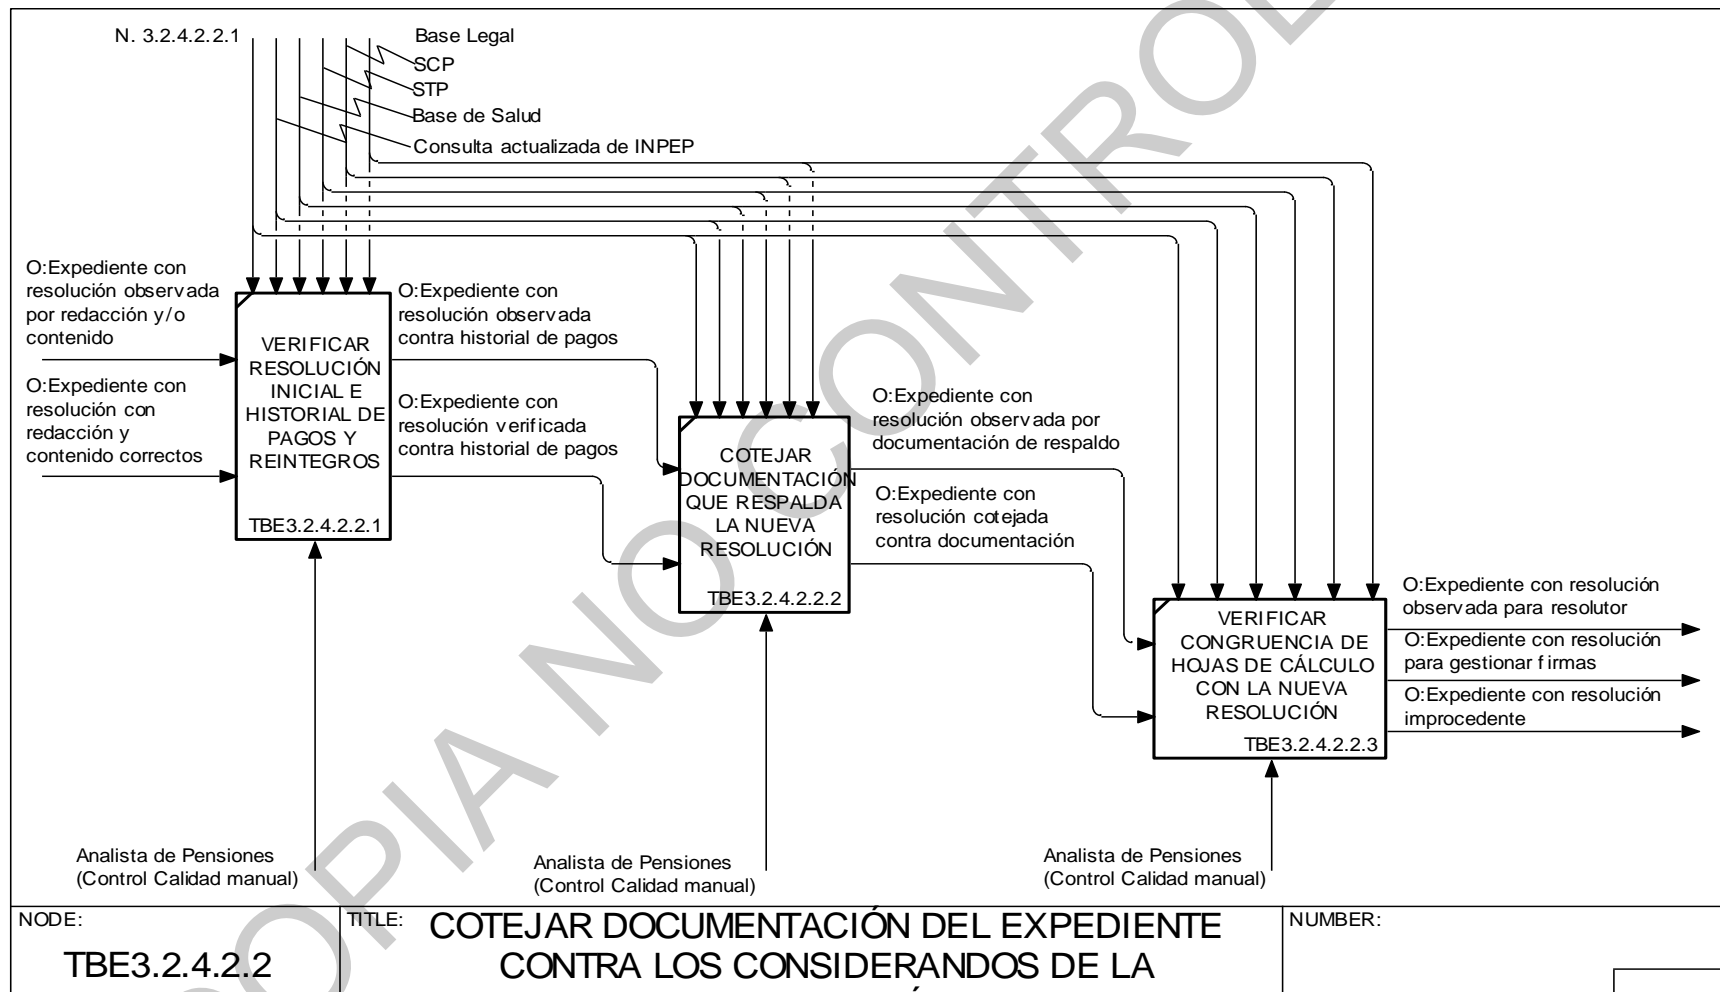 N. 3.2.4.2.2.1
Base Legal
SCP
STP
Base de Salud
Consulta actualizada de INPEP
O:Expediente con
resolución observada
por redacción y/o
contenido
O:Expediente con
resolución con
redacción y
contenido correctos
VERIFICAR
RESOLUCIÓN
INICIAL E
HISTORIAL DE
PAGOS Y
REINTEGROS
TBE3.2.4.2.2.1
O:Expediente con
resolución observada
contra historial de pagos
O:Expediente con
resolución verificada
contra historial de pagos
COTEJAR
DOCUMENTACIÓN
QUE RESPALDA
LA NUEVA
RESOLUCIÓN
TBE3.2.4.2.2.2
O:Expediente con
resolución observada por
documentación de respaldo
O:Expediente con
resolución cotejada
contra documentación
VERIFICAR
CONGRUENCIA DE
HOJAS DE CÁLCULO
CON LA NUEVA
RESOLUCIÓN
TBE3.2.4.2.2.3
O:Expediente con resolución
observada para resolutor
O:Expediente con resolución
para gestionar firmas
O:Expediente con resolución
improcedente
Analista de Pensiones
(Control Calidad manual)
Analista de Pensiones
(Control Calidad manual)
Analista de Pensiones
(Control Calidad manual)
NODE:
TBE3.2.4.2.2
TITLE:
COTEJAR DOCUMENTACIÓN DEL EXPEDIENTE
CONTRA LOS CONSIDERANDOS DE LA
NUMBER:
OPIA NO CONTROL